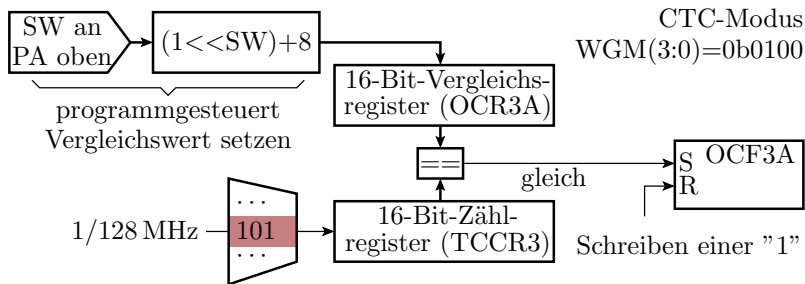 SW an
PA oben
(1<<SW)+8
CTC-Modus
WGM(3:0)=0b0100
programmgesteuert
Vergleichswert setzen
16-Bit-Vergleichs-
register (OCR3A)
==
gleich
S
R
OCF3A
1/128 MHz
...
101
...
16-Bit-Zähl-
register (TCCR3)
Schreiben einer "1"